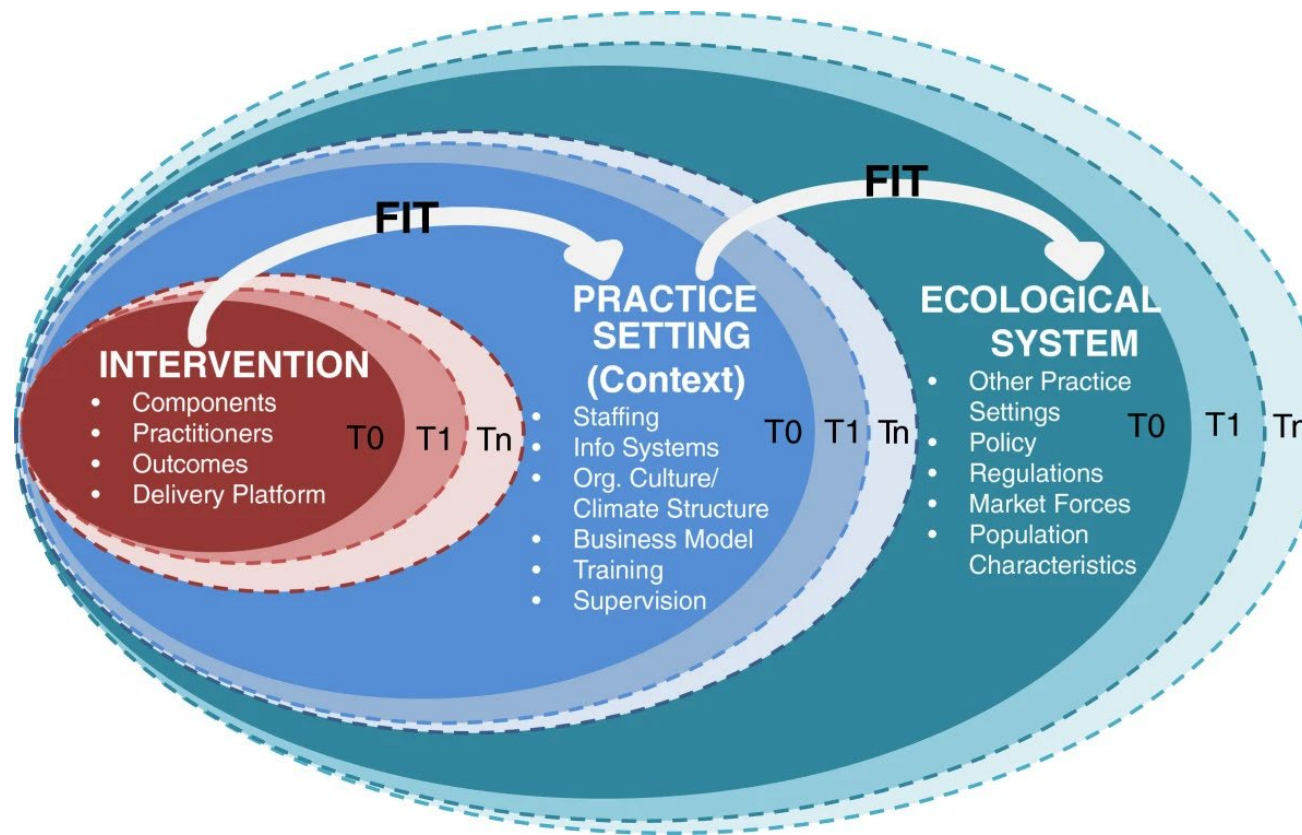 FIT
FIT
INTERVENTION
• Components
• Practitioners
• Outcomes
• Delivery Platform
T0
T1
Tn
PRACTICE
SETTING
(Context)
• Staffing
• Info Systems
• Org. Culture/
Climate Structure
• Business Model
• Training
• Supervision
T0
T1
Tn
ECOLOGICAL
SYSTEM
• Other Practice
Settings
• Policy
• Regulations
• Market Forces
• Population
Characteristics
T0
T1
Tn